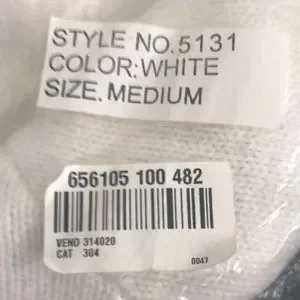 STYLE NO.5131
COLOR:WHITE
SIZE. MEDIUM
656105 100 482
VEND 314020
CAT 304
0047